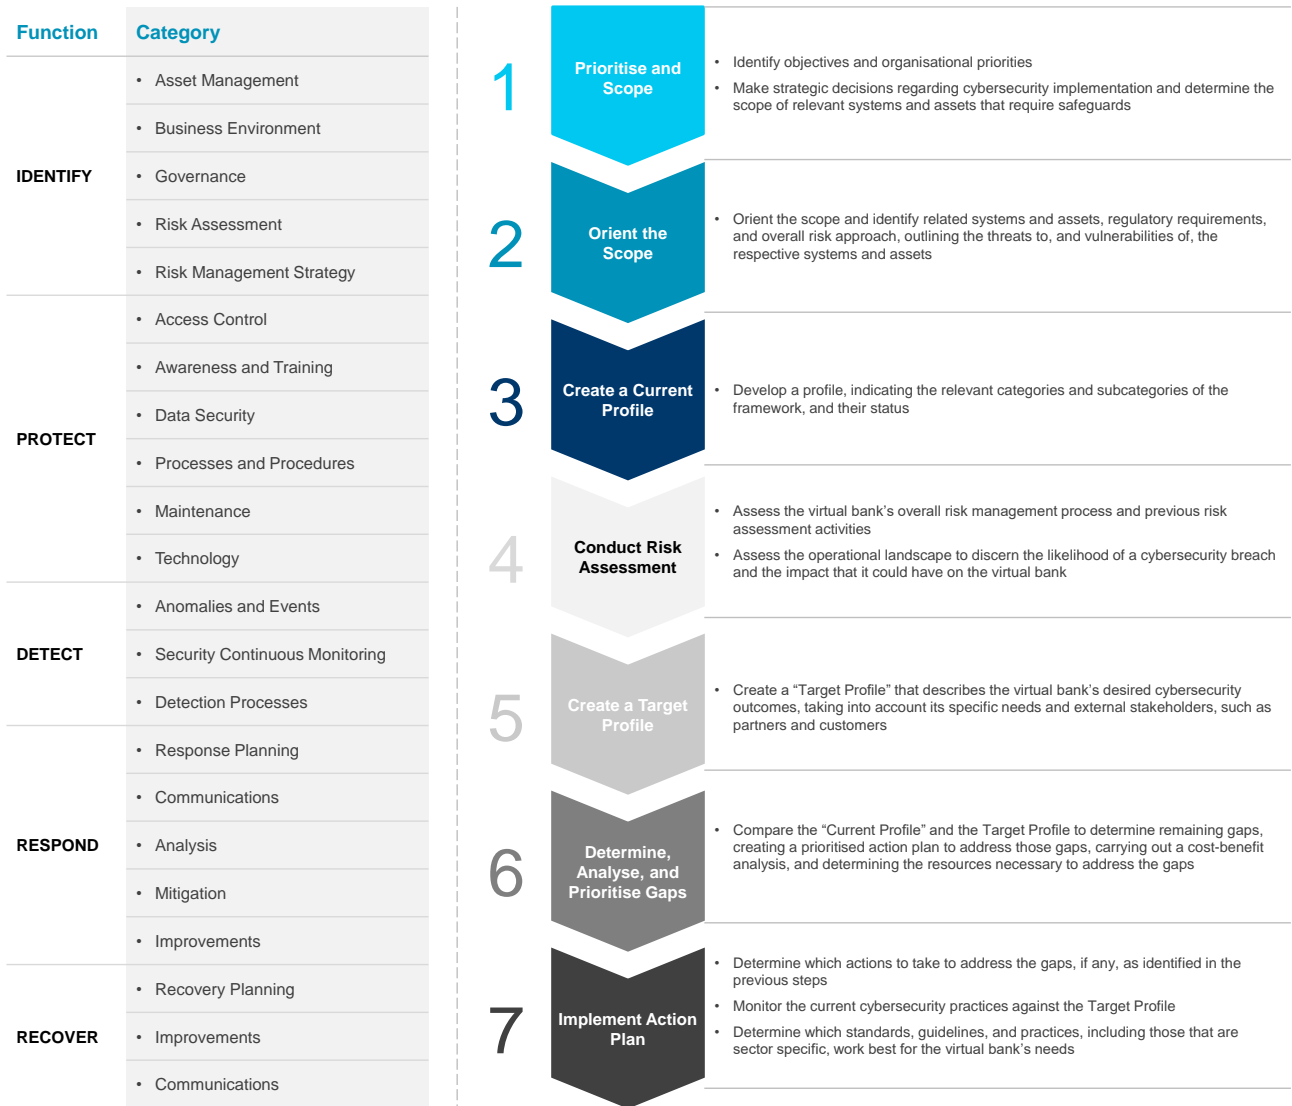 Function Category
IDENTIFY
• Asset Management
• Business Environment
• Governance
• Risk Assessment
• Risk Management Strategy
PROTECT
• Access Control
• Awareness and Training
• Data Security
• Processes and Procedures
• Maintenance
• Technology
DETECT
• Anomalies and Events
• Security Continuous Monitoring
• Detection Processes
RESPOND
• Response Planning
• Communications
• Analysis
• Mitigation
• Improvements
RECOVER
• Recovery Planning
• Improvements
• Communications
1
Prioritise and
Scope
• Identify objectives and organisational priorities
• Make strategic decisions regarding cybersecurity implementation and determine the
scope of relevant systems and assets that require safeguards
2
Orient the
Scope
• Orient the scope and identify related systems and assets, regulatory requirements,
and overall risk approach, outlining the threats to, and vulnerabilities of, the
respective systems and assets
3
Create a Current
Profile
• Develop a profile, indicating the relevant categories and subcategories of the
framework, and their status
4
Conduct Risk
Assessment
• Assess the virtual bank’s overall risk management process and previous risk
assessment activities
• Assess the operational landscape to discern the likelihood of a cybersecurity breach
and the impact that it could have on the virtual bank
5
Create a Target
Profile
• Create a “Target Profile” that describes the virtual bank’s desired cybersecurity
outcomes, taking into account its specific needs and external stakeholders, such as
partners and customers
6
Determine,
Analyse, and
Prioritise Gaps
• Compare the “Current Profile” and the Target Profile to determine remaining gaps,
creating a prioritised action plan to address those gaps, carrying out a cost-benefit
analysis, and determining the resources necessary to address the gaps
7
Implement Action
Plan
• Determine which actions to take to address the gaps, if any, as identified in the
previous steps
• Monitor the current cybersecurity practices against the Target Profile
• Determine which standards, guidelines, and practices, including those that are
sector specific, work best for the virtual bank’s needs